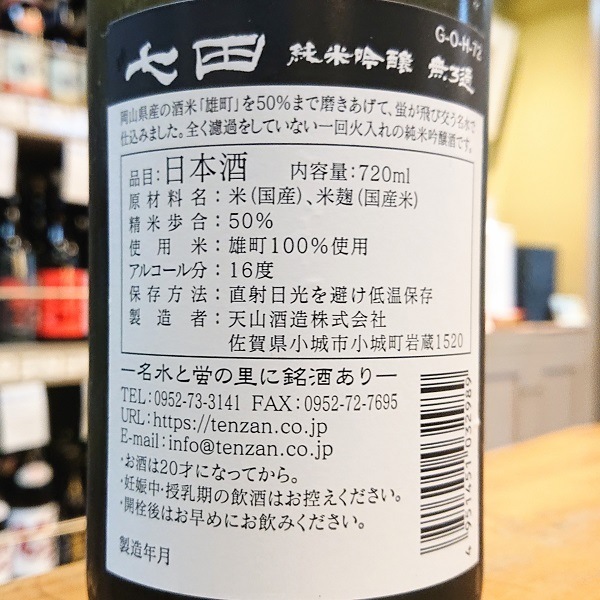 G-O-H-72
七田 純米吟醸 無濾過
岡山県産の酒米「雄町」を50%まで磨きあげて、蛍が飛び交う名水で
仕込みました。全く濾過をしていない一回火入れの純米吟醸酒です。
品目:日本酒 内容量:720ml
原材料名:米(国産)、米麹(国産米)
精米歩合:50%
使用米:雄町100%使用
アルコール分:16度
保存方法:直射日光を避け低温保存
製造者:天山酒造株式会社
佐賀県小城市小城町岩蔵1520
―名水と蛍の里に銘酒あり―
TEL:0952-73-3141 FAX:0952-72-7695
URL:https://tenzan.co.jp
E-mail:info@tenzan.co.jp
・お酒は20才になってから。
・妊娠中・授乳期の飲酒はお控えください。
・開栓後はお早めにお飲みください。
製造年月
4951451032989